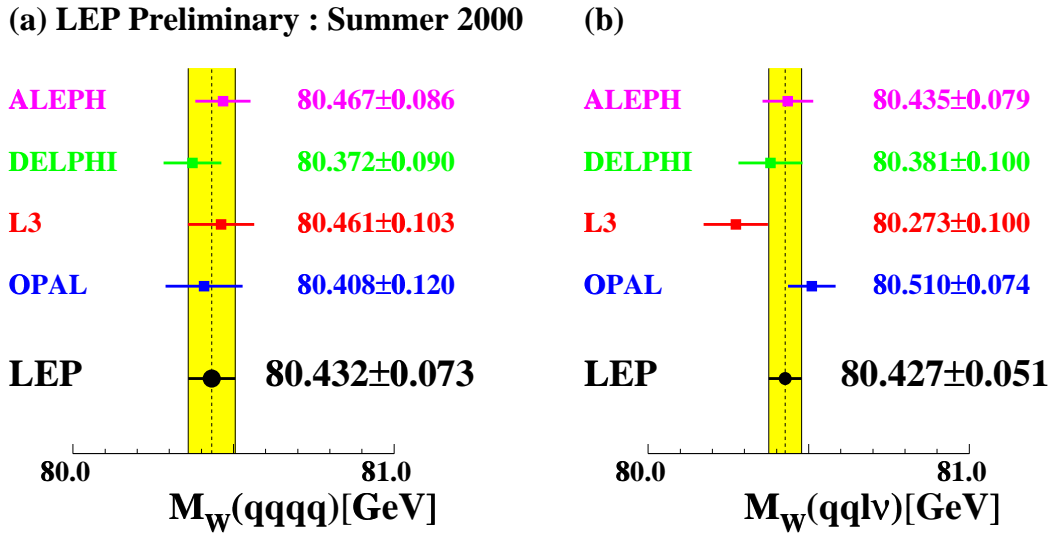 (a) LEP Preliminary : Summer 2000
ALEPH 80.467±0.086
DELPHI 80.372±0.090
L3 80.461±0.103
OPAL 80.408±0.120
LEP 80.432±0.073
80.0 81.0
M_W(qqqq)[GeV]
(b)
ALEPH 80.435±0.079
DELPHI 80.381±0.100
L3 80.273±0.100
OPAL 80.510±0.074
LEP 80.427±0.051
80.0 81.0
M_W(qqlν)[GeV]